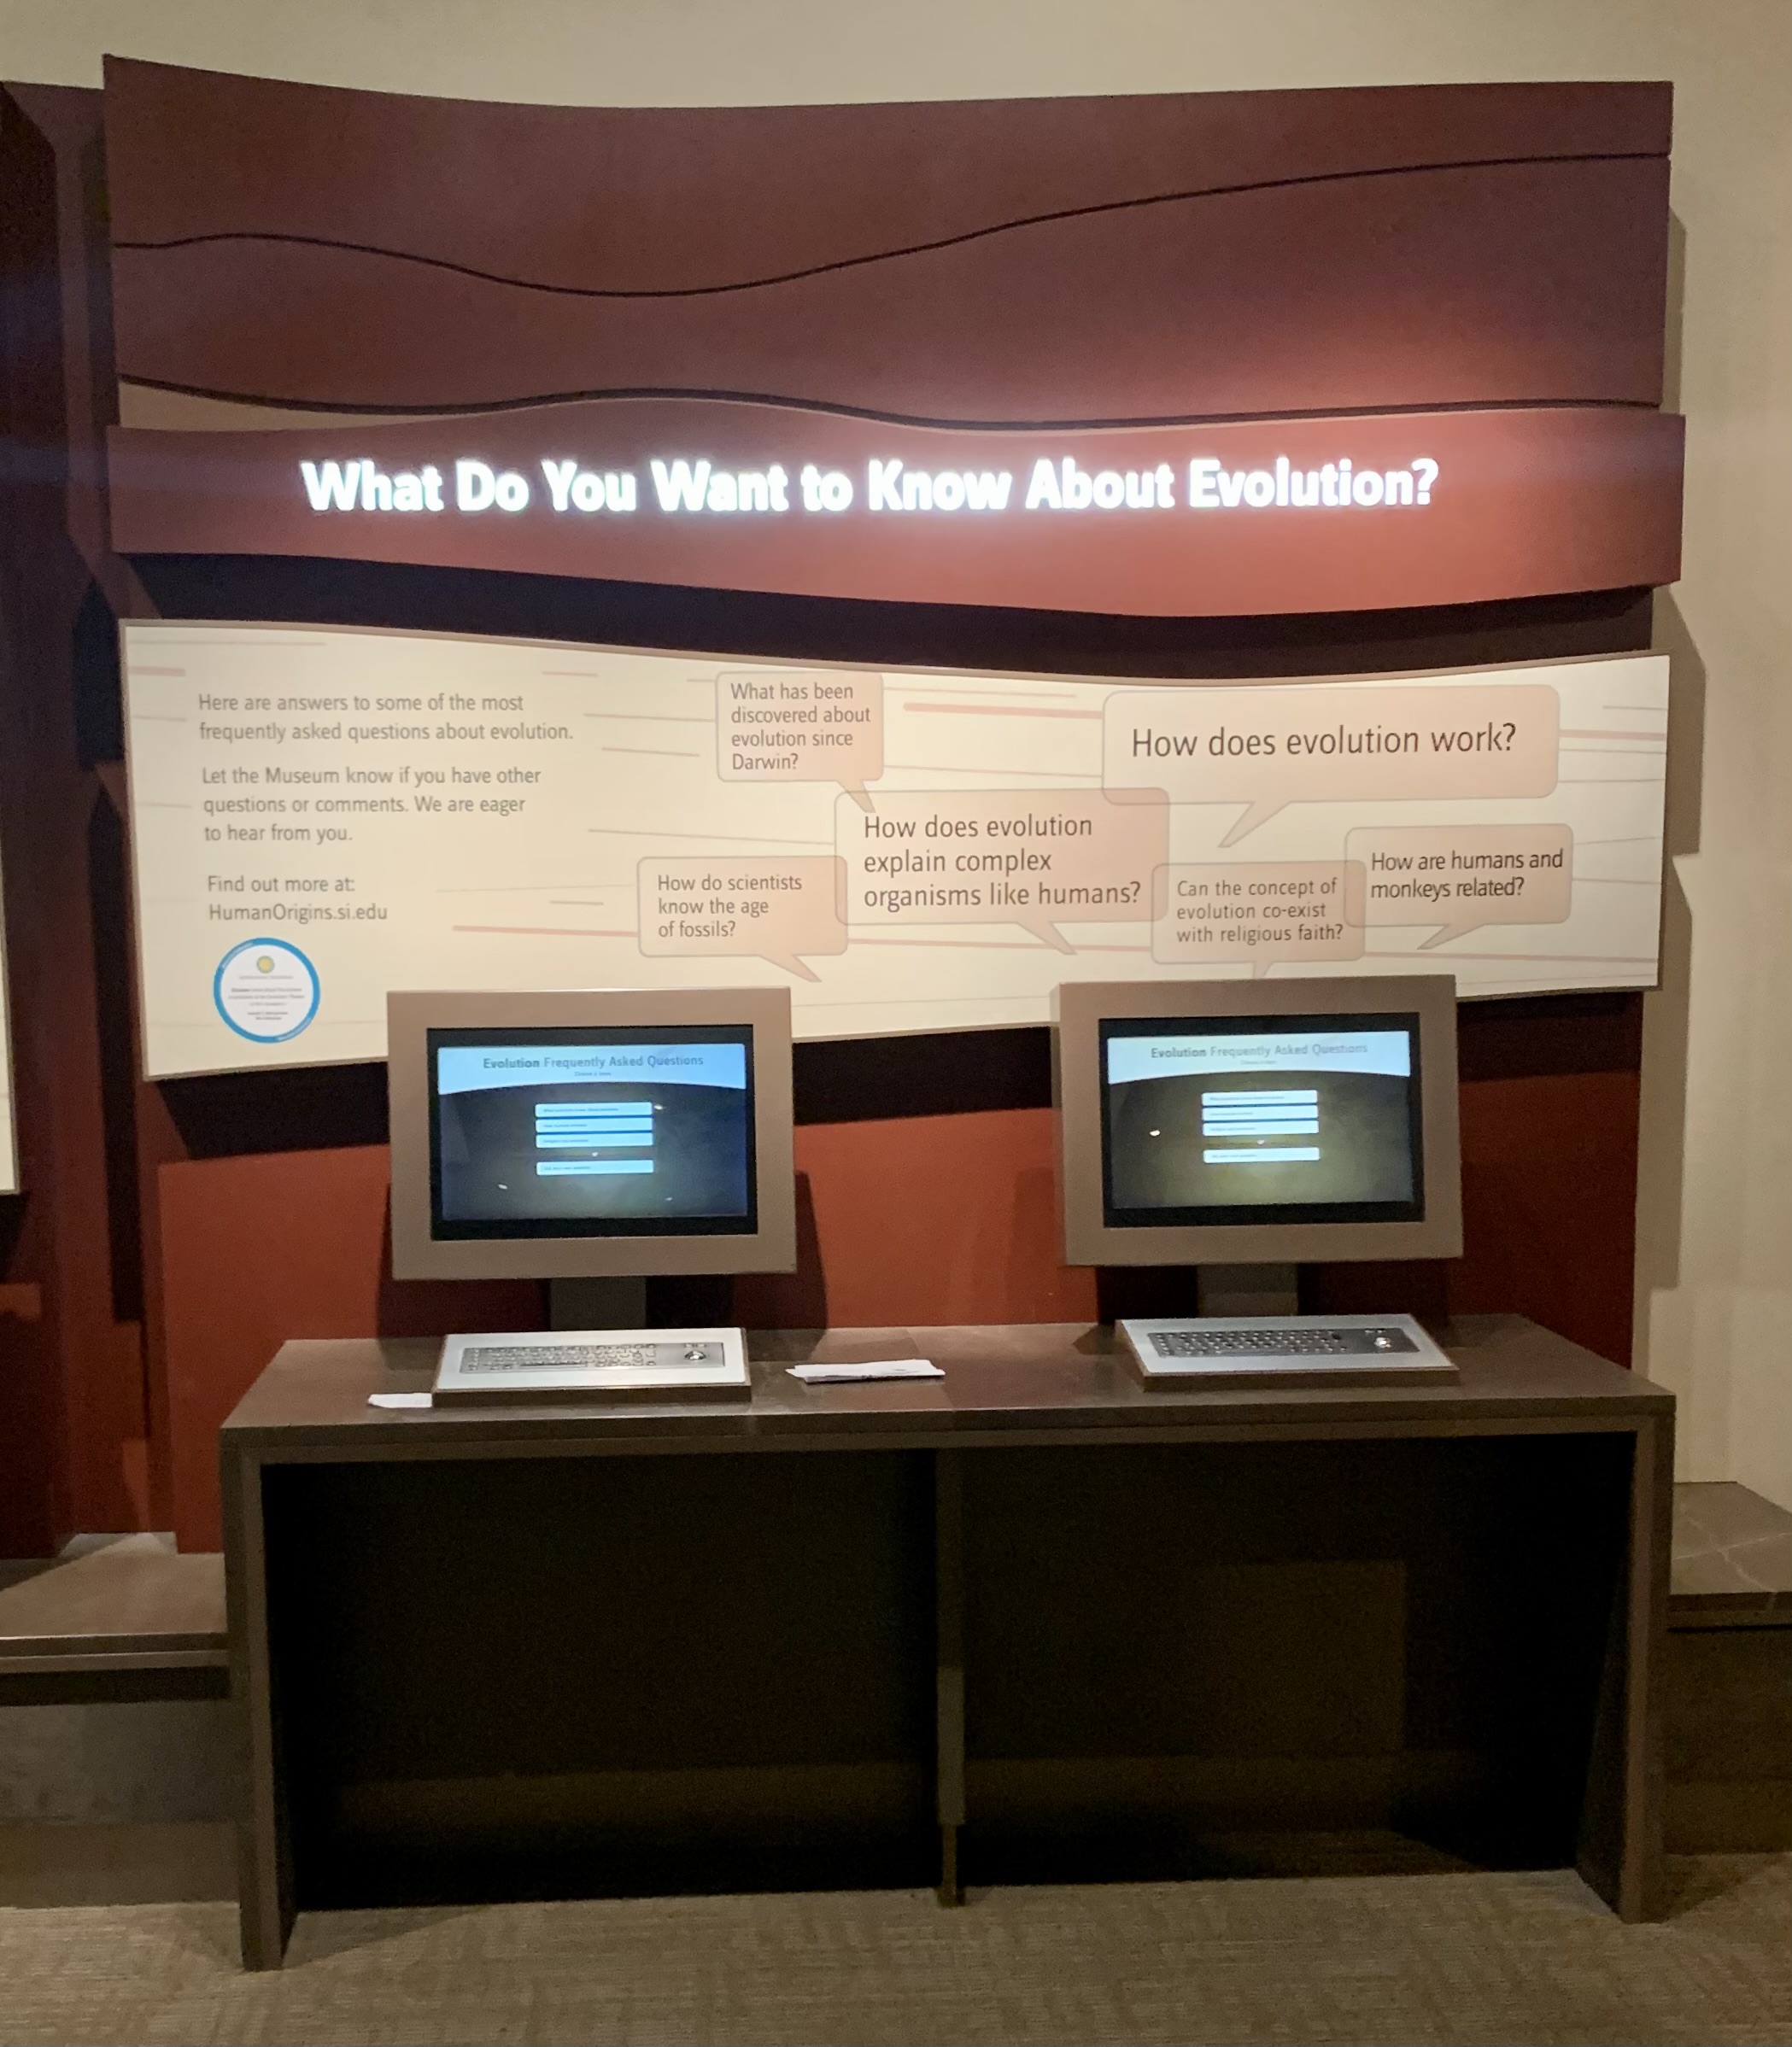 What Do You Want to Know About Evolution?
Here are answers to some of the most
frequently asked questions about evolution.
Let the Museum know if you have other
questions or comments. We are eager
to hear from you.
Find out more at:
HumanOrigins.si.edu
What has been
discovered about
evolution since
Darwin?
How does evolution work?
How does evolution
explain complex
organisms like humans?
How are humans and
monkeys related?
How do scientists
know the age
of fossils?
Can the concept of
evolution co-exist
with religious faith?
Evolution Frequently Asked Questions
Evolution Frequently Asked Questions